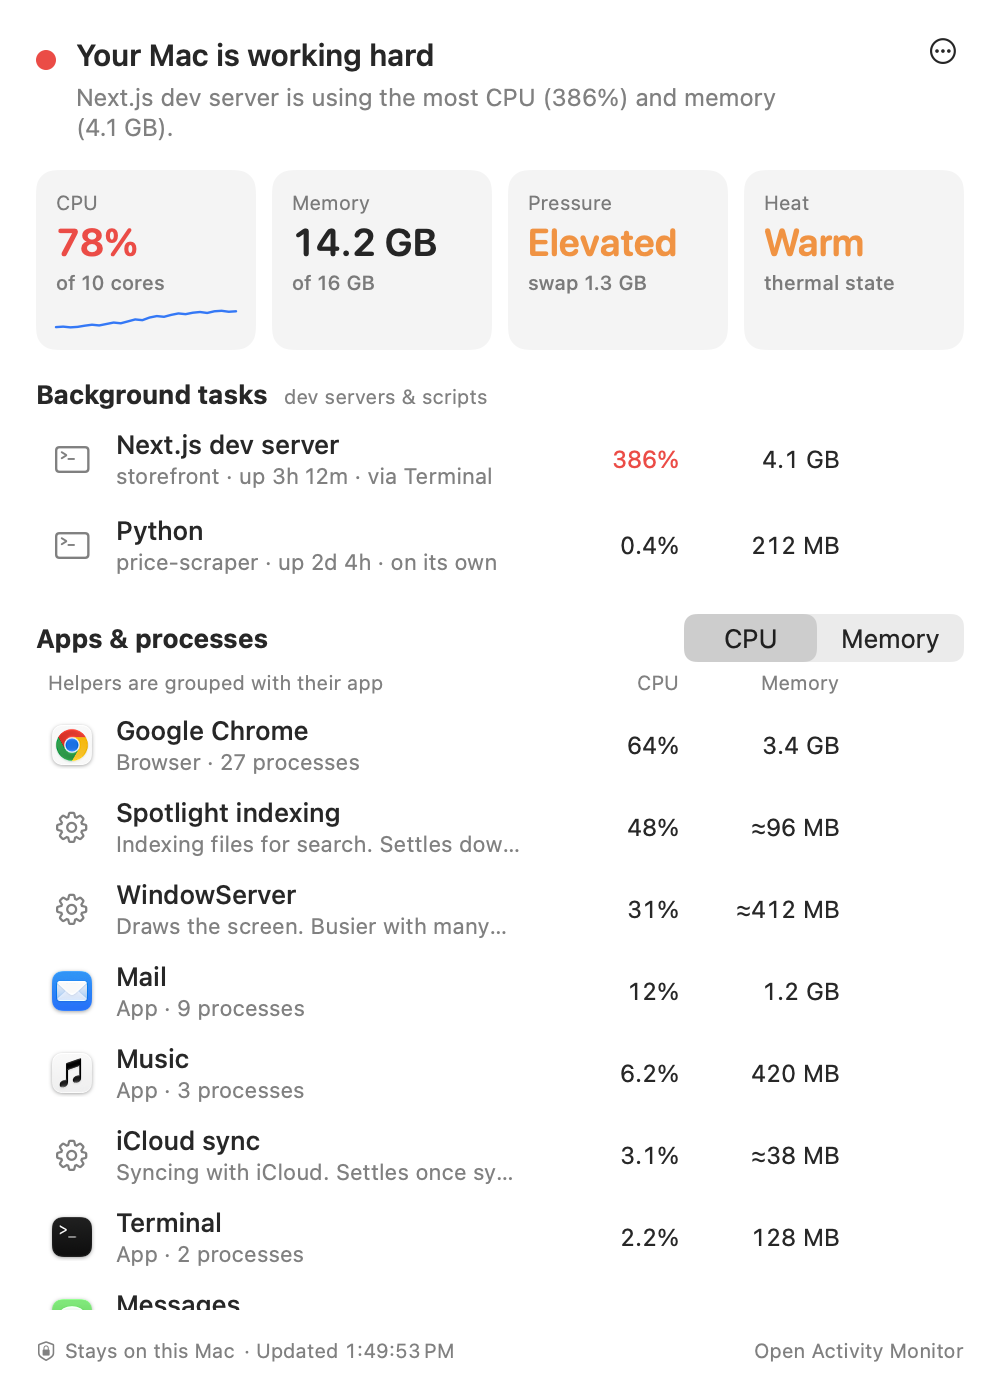 Your Mac is working hard
Next.js dev server is using the most CPU (386%) and memory
(4.1 GB).
CPU
78%
of 10 cores
Memory
14.2 GB
of 16 GB
Pressure
Elevated
swap 1.3 GB
Heat
Warm
thermal state
Background tasks dev servers & scripts
Next.js dev server
storefront · up 3h 12m · via Terminal
386% 4.1 GB
Python
price-scraper · up 2d 4h · on its own
0.4% 212 MB
Apps & processes
CPU Memory
Helpers are grouped with their app CPU Memory
Google Chrome
Browser · 27 processes
64% 3.4 GB
Spotlight indexing
Indexing files for search. Settles dow...
48% ≈96 MB
WindowServer
Draws the screen. Busier with many...
31% ≈412 MB
Mail
App · 9 processes
12% 1.2 GB
Music
App · 3 processes
6.2% 420 MB
iCloud sync
Syncing with iCloud. Settles once sy...
3.1% ≈38 MB
Terminal
App · 2 processes
2.2% 128 MB
Messages
Stays on this Mac · Updated 1:49:53 PM
Open Activity Monitor